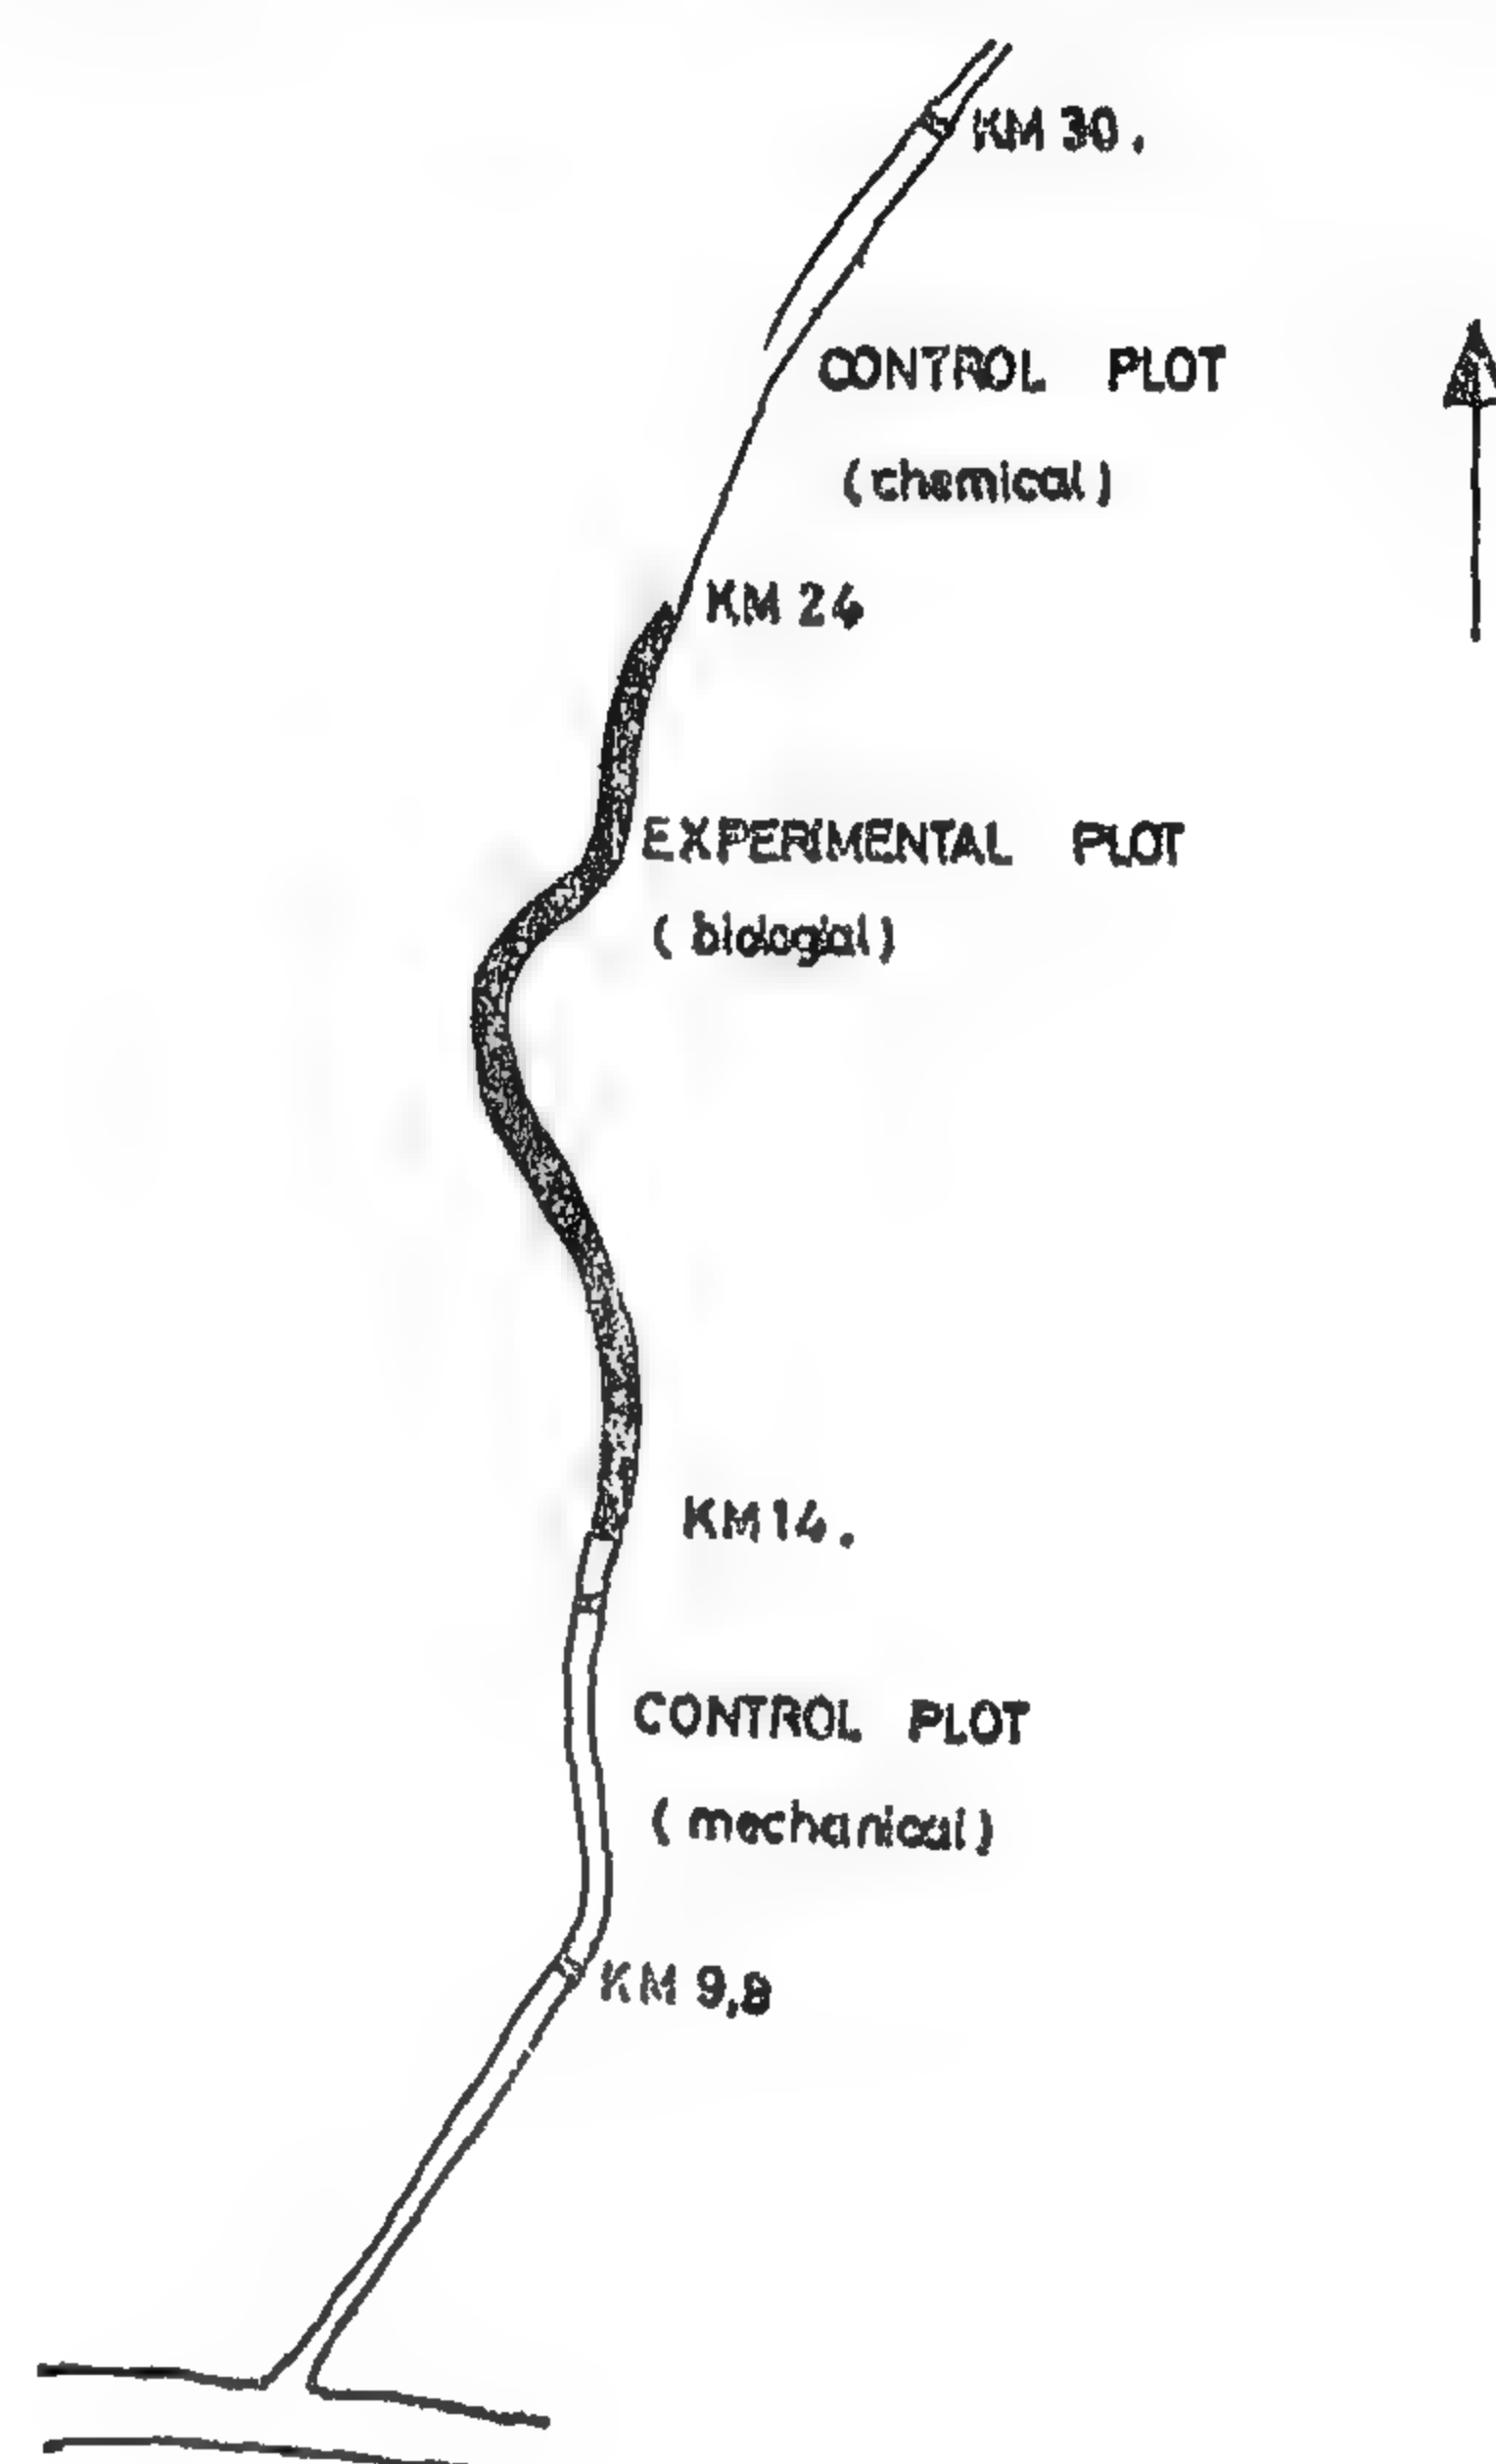 KM 30.
CONTROL PLOT
(chemical)
KM 24
EXPERIMENTAL PLOT
( biologial)
KM 14.
CONTROL PLOT
( mechanical)
KM 9,8